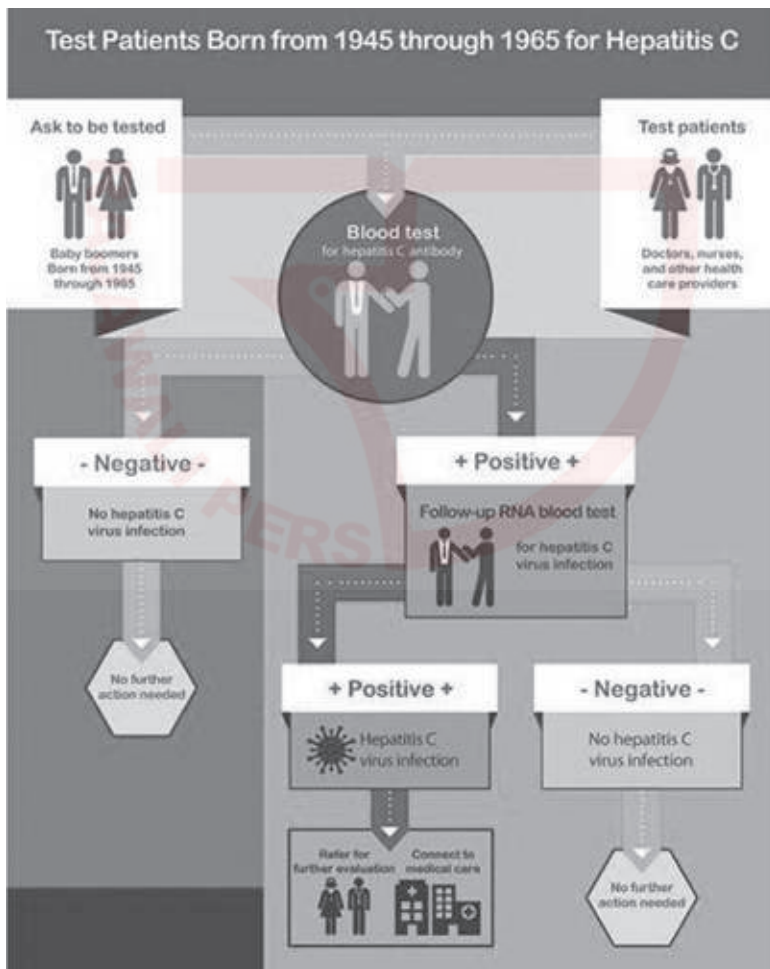 Test Patients Born from 1945 through 1965 for Hepatitis C
Ask to be tested
Baby boomers
Born from 1945
through 1965
Test patients
Doctors, nurses,
and other health
care providers
Blood test
for hepatitis C antibody
- Negative -
No hepatitis C
virus infection
No further
action needed
+ Positive +
Follow-up RNA blood test
for hepatitis C
virus infection
+ Positive +
Hepatitis C
virus infection
Refer for
further evaluation
Connect to
medical care
- Negative -
No hepatitis C
virus infection
No further
action needed
PERS